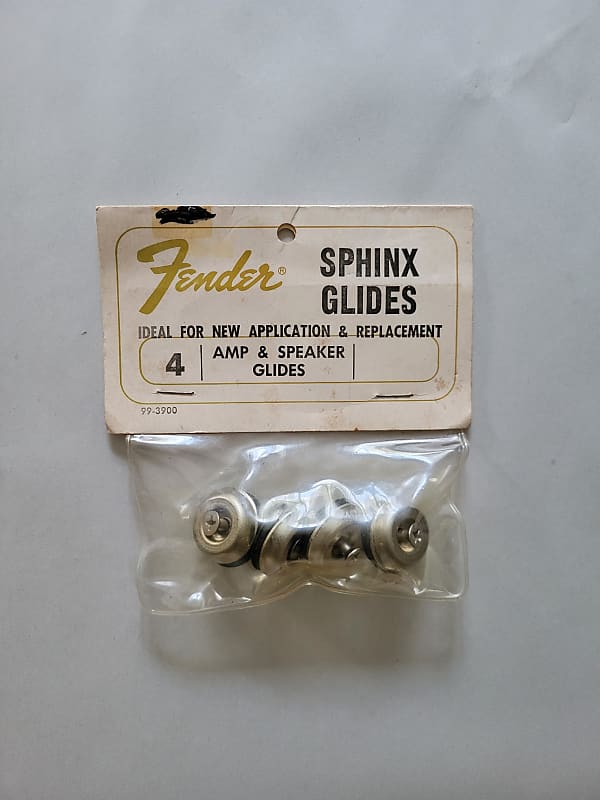 Fender®
SPHINX
GLIDES
IDEAL FOR NEW APPLICATION & REPLACEMENT
4
AMP & SPEAKER
GLIDES
99-3900